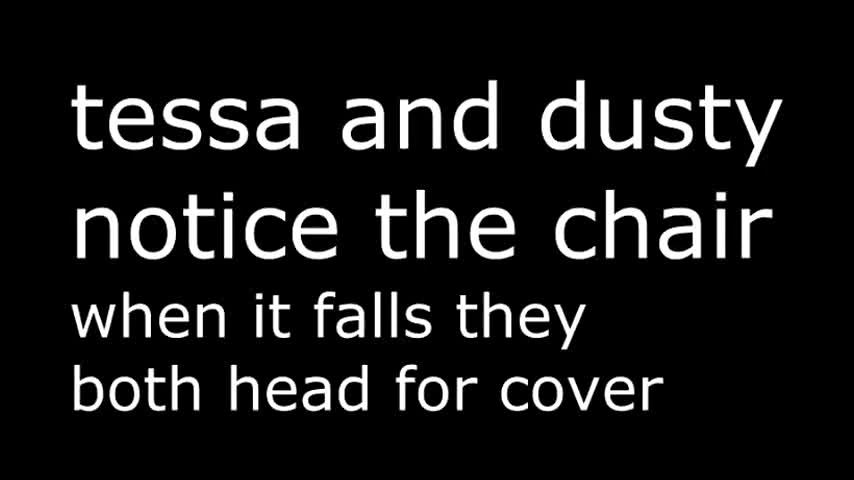 tessa and dusty
notice the chair
when it falls they
both head for cover